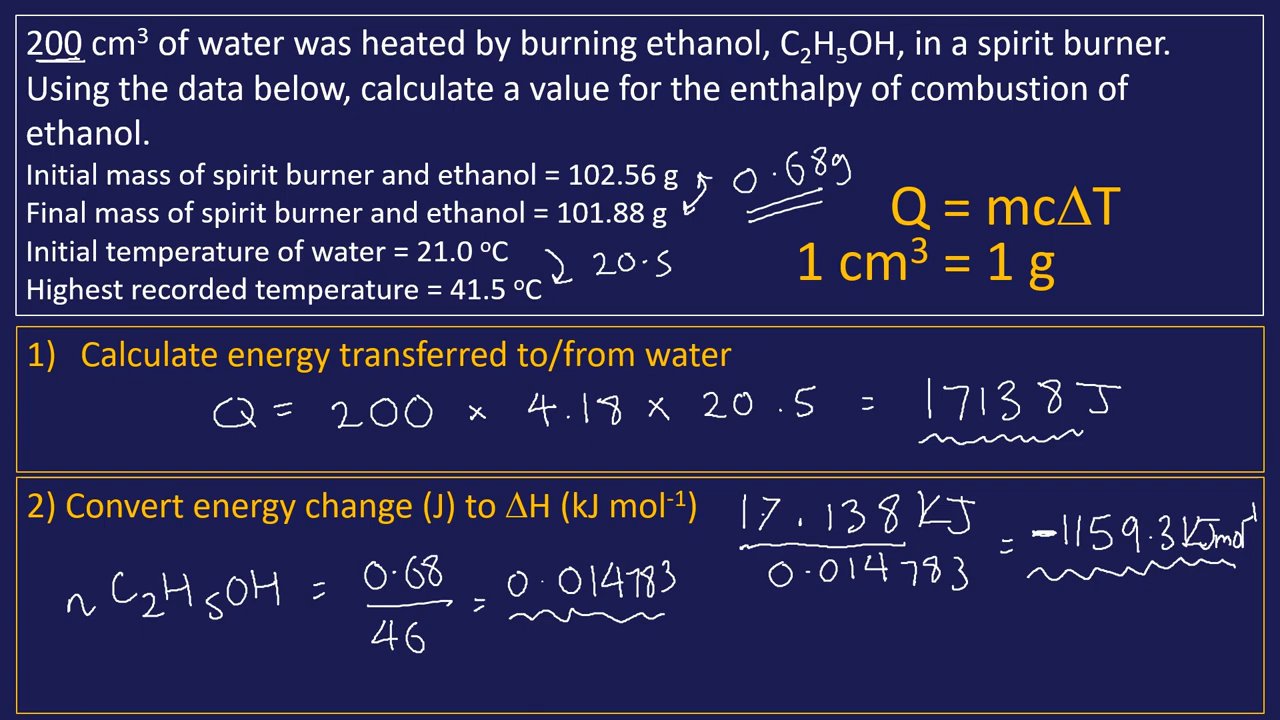 200 cm³ of water was heated by burning ethanol, C₂H₅OH, in a spirit burner.
Using the data below, calculate a value for the enthalpy of combustion of
ethanol.
Initial mass of spirit burner and ethanol = 102.56 g
Final mass of spirit burner and ethanol = 101.88 g
0.68g
Initial temperature of water = 21.0 ºC
Highest recorded temperature = 41.5 ºC
20.5
Q = mcΔT
1 cm³ = 1 g
1) Calculate energy transferred to/from water
Q = 200 × 4.18 × 20.5 = 17138 J
2) Convert energy change (J) to ΔH (kJ mol⁻¹)
n C₂H₅OH = 0.68
46
= 0.014783
17.138 KJ
0.014783
= -1159.3 KJmol⁻¹